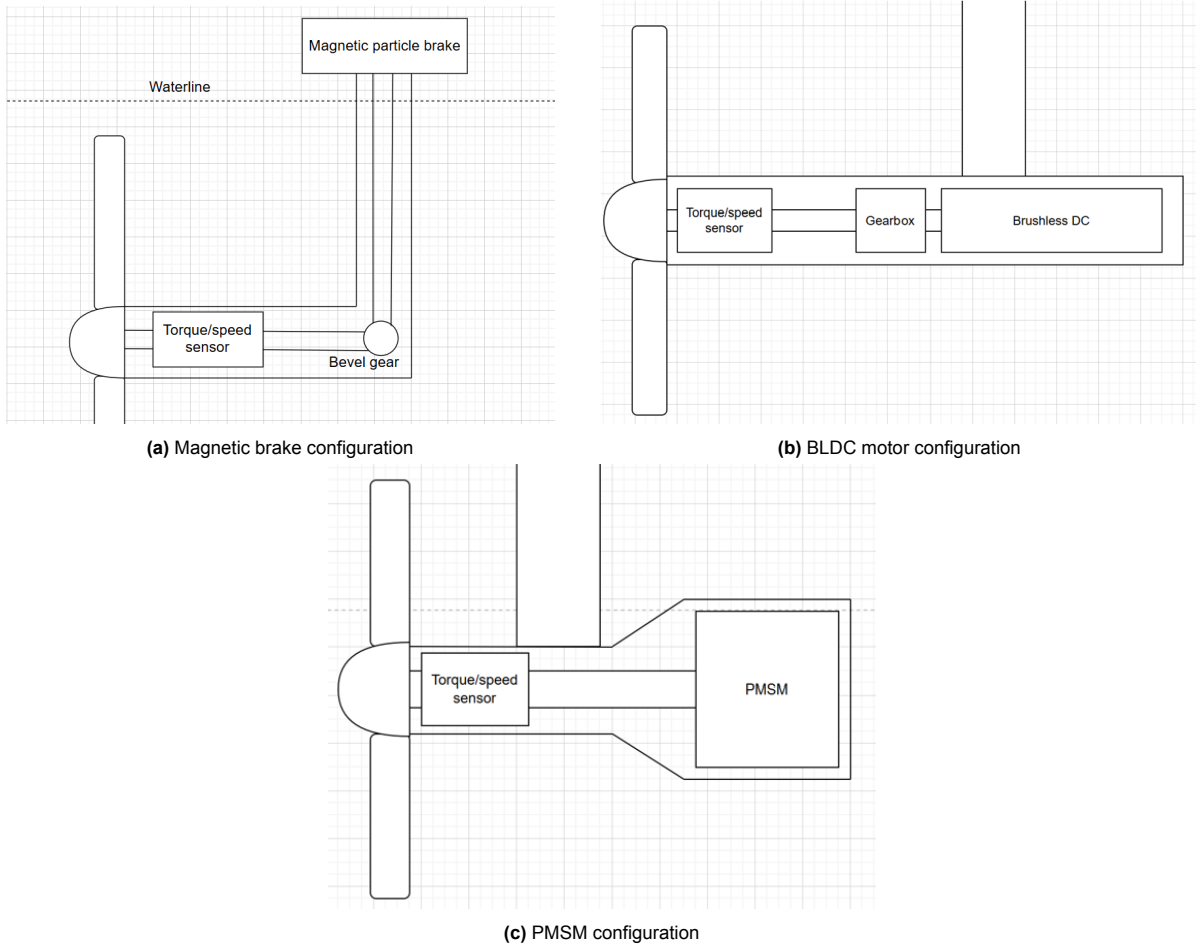 Magnetic particle brake
Waterline
Torque/speed
sensor
Bevel gear
(a) Magnetic brake configuration
Torque/speed
sensor
Gearbox
Brushless DC
(b) BLDC motor configuration
Torque/speed
sensor
PMSM
(c) PMSM configuration